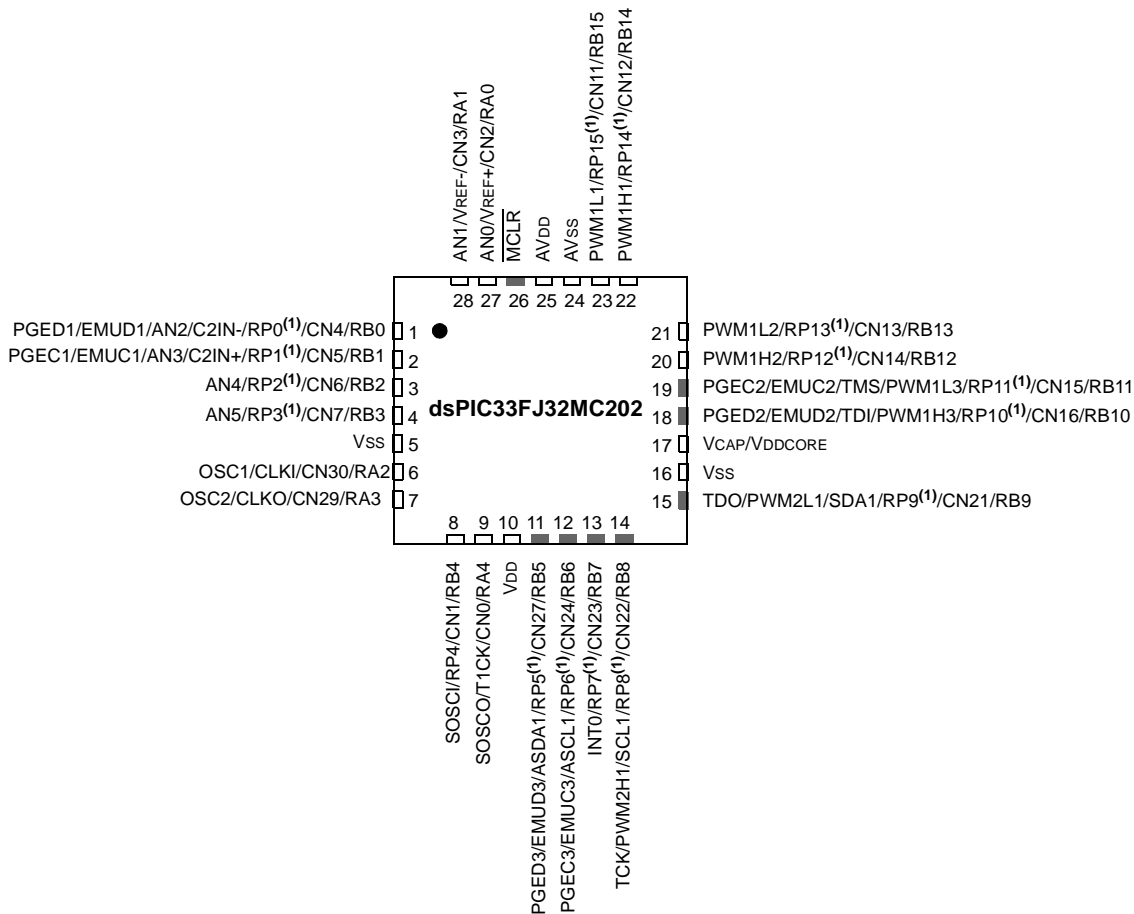 AN1/VREF-/CN3/RA1
AN0/VREF+/CN2/RA0
MCLR
AVDD
AVSS
PWM1L1/RP15(1)/CN11/RB15
PWM1H1/RP14(1)/CN12/RB14
28 27 26 25 24 23 22
PGED1/EMUD1/AN2/C2IN-/RP0(1)/CN4/RB0 1
PGEC1/EMUC1/AN3/C2IN+/RP1(1)/CN5/RB1 2
AN4/RP2(1)/CN6/RB2 3
AN5/RP3(1)/CN7/RB3 4
VSS 5
OSC1/CLKI/CN30/RA2 6
OSC2/CLKO/CN29/RA3 7
dsPIC33FJ32MC202
21 PWM1L2/RP13(1)/CN13/RB13
20 PWM1H2/RP12(1)/CN14/RB12
19 PGEC2/EMUC2/TMS/PWM1L3/RP11(1)/CN15/RB11
18 PGED2/EMUD2/TDI/PWM1H3/RP10(1)/CN16/RB10
17 VCAP/VDDCORE
16 VSS
15 TDO/PWM2L1/SDA1/RP9(1)/CN21/RB9
8 9 10 11 12 13 14
SOSCI/RP4/CN1/RB4
SOSCO/T1CK/CN0/RA4
VDD
PGED3/EMUD3/ASDA1/RP5(1)/CN27/RB5
PGEC3/EMUC3/ASCL1/RP6(1)/CN24/RB6
INT0/RP7(1)/CN23/RB7
TCK/PWM2H1/SCL1/RP8(1)/CN22/RB8